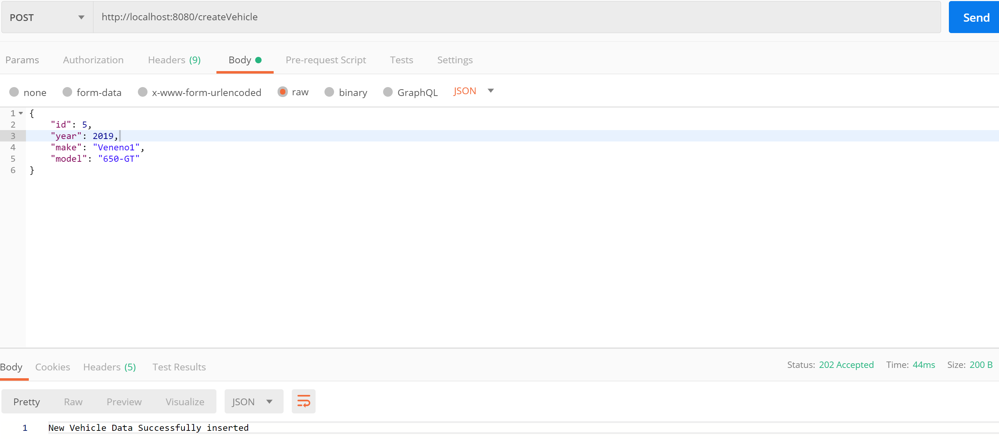 POST http://localhost:8080/createVehicle Send
Params Authorization Headers (9) Body Pre-request Script Tests Settings
none form-data x-www-form-urlencoded raw binary GraphQL JSON
1 {
2 "id": 5,
3 "year": 2019,
4 "make": "Veneno1",
5 "model": "650-GT"
6 }
Body Cookies Headers (5) Test Results Status: 202 Accepted Time: 44ms Size: 200 B
Pretty Raw Preview Visualize JSON
1 New Vehicle Data Successfully inserted